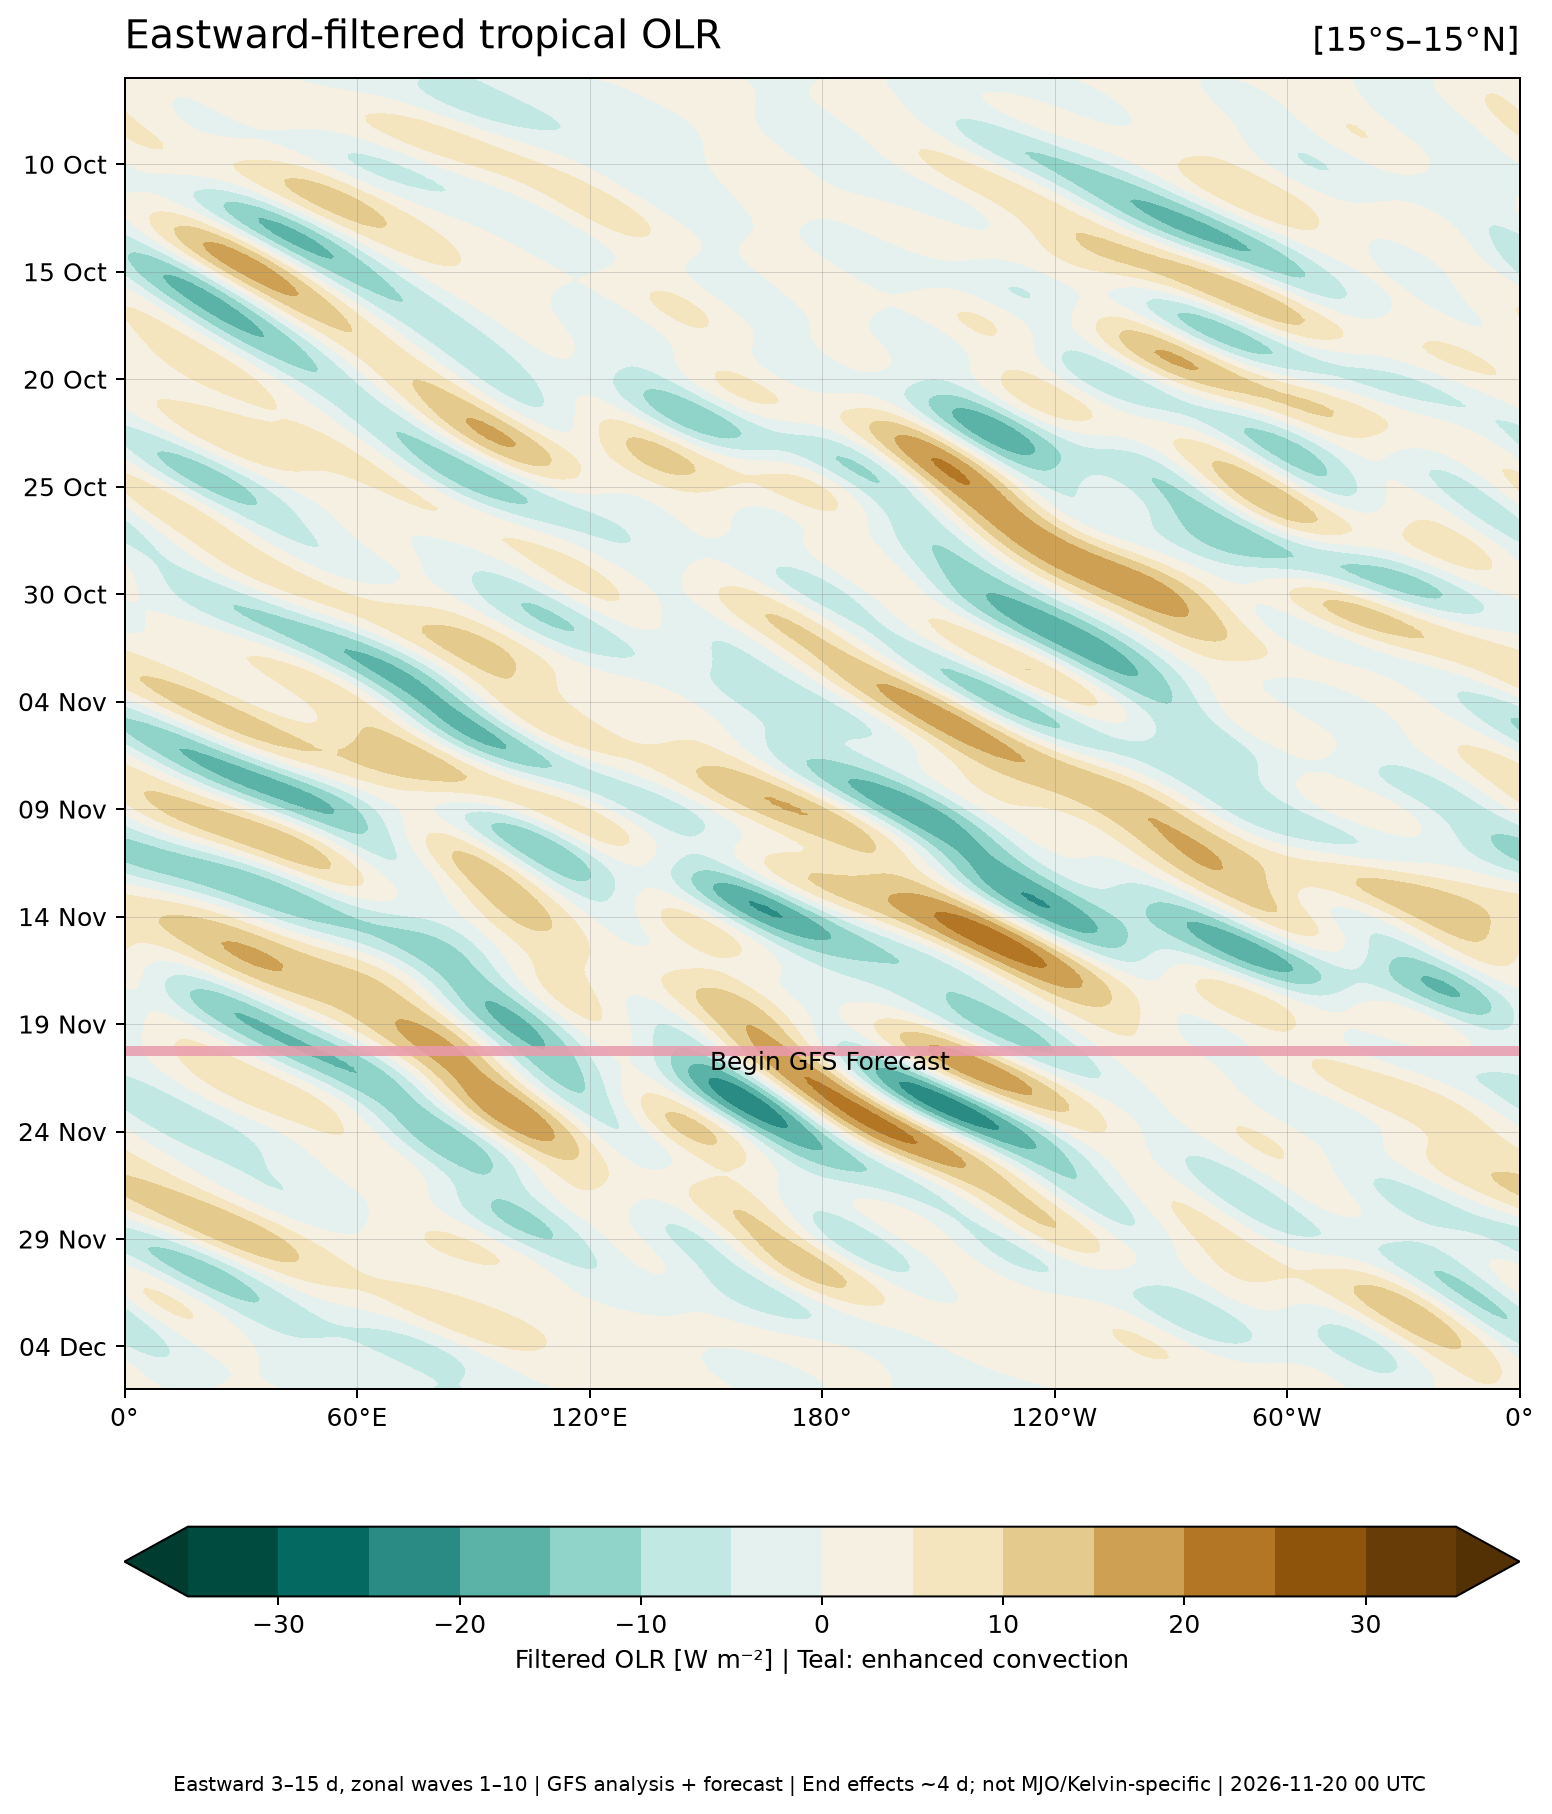 Eastward-filtered tropical OLR
[15°S–15°N]
10 Oct
15 Oct
20 Oct
25 Oct
30 Oct
04 Nov
09 Nov
14 Nov
19 Nov
Begin GFS Forecast
24 Nov
29 Nov
04 Dec
0° 60°E 120°E 180° 120°W 60°W 0°
−30 −20 −10 0 10 20 30
Filtered OLR [W m⁻²] | Teal: enhanced convection
Eastward 3–15 d, zonal waves 1–10 | GFS analysis + forecast | End effects ~4 d; not MJO/Kelvin-specific | 2026-11-20 00 UTC